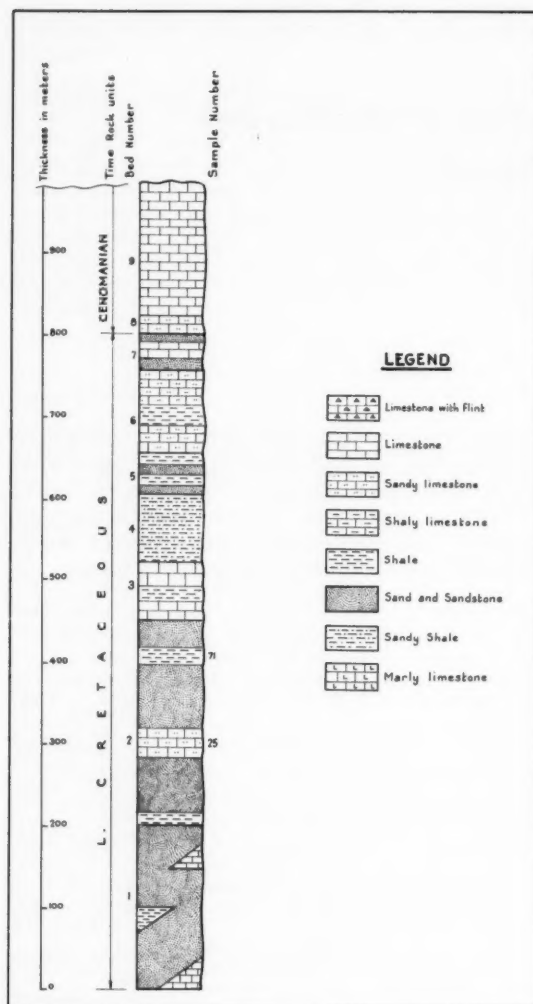 Thickness in meters
Time Rock units
Bed Number
Sample Number
CENOMANIAN
L. CRETACEOUS
900
800
700
600
500
400
300
200
100
0
9
8
7
6
5
4
3
2
1
71
25
LEGEND
Limestone with Flint
Limestone
Sandy limestone
Shaly limestone
Shale
Sand and Sandstone
Sandy Shale
Marly limestone